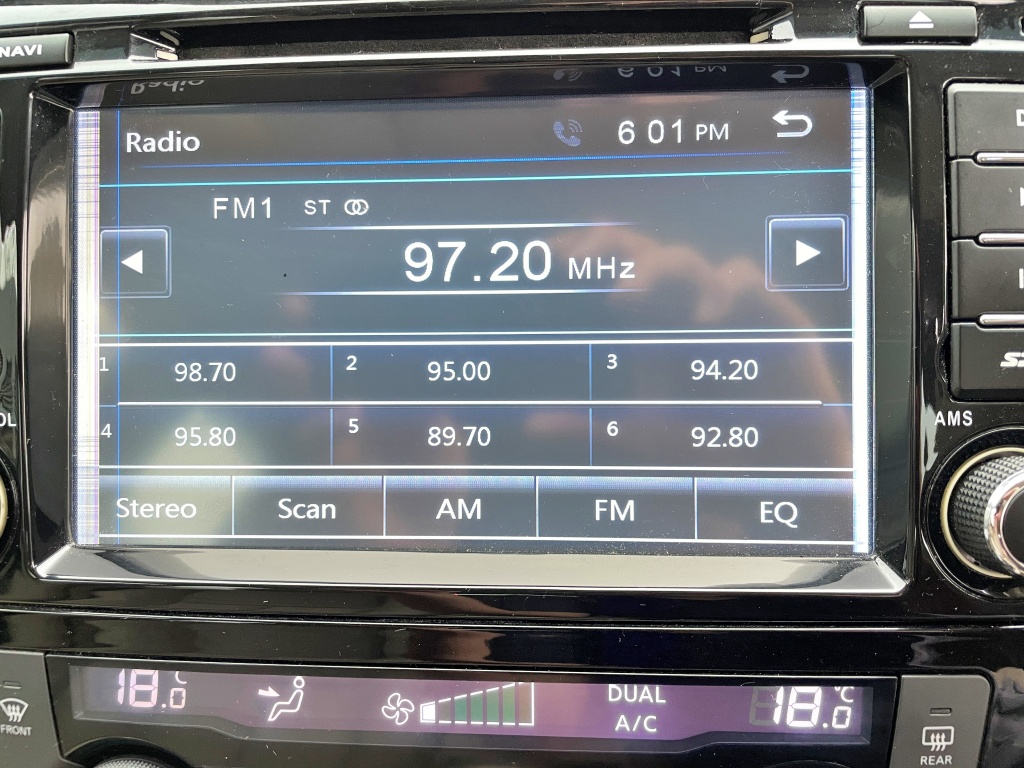 NAVI
Radio 6 01 PM
FM1 ST
97.20 MHz
1 98.70 2 95.00 3 94.20
4 95.80 5 89.70 6 92.80
Stereo Scan AM FM EQ
AMS
18.0°C DUAL 18.0°C
A/C
FRONT
REAR